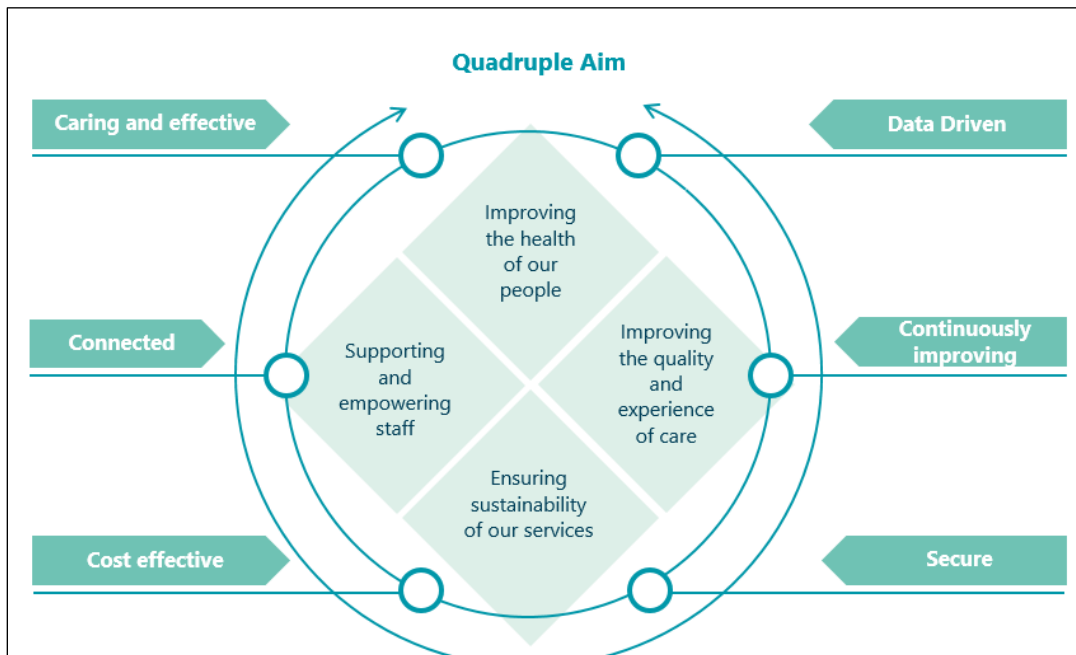 Quadruple Aim
Caring and effective
Data Driven
Improving
the health
of our
people
Connected
Continuously
improving
Supporting
and
empowering
staff
Improving
the quality
and
experience
of care
Ensuring
sustainability
of our services
Cost effective
Secure